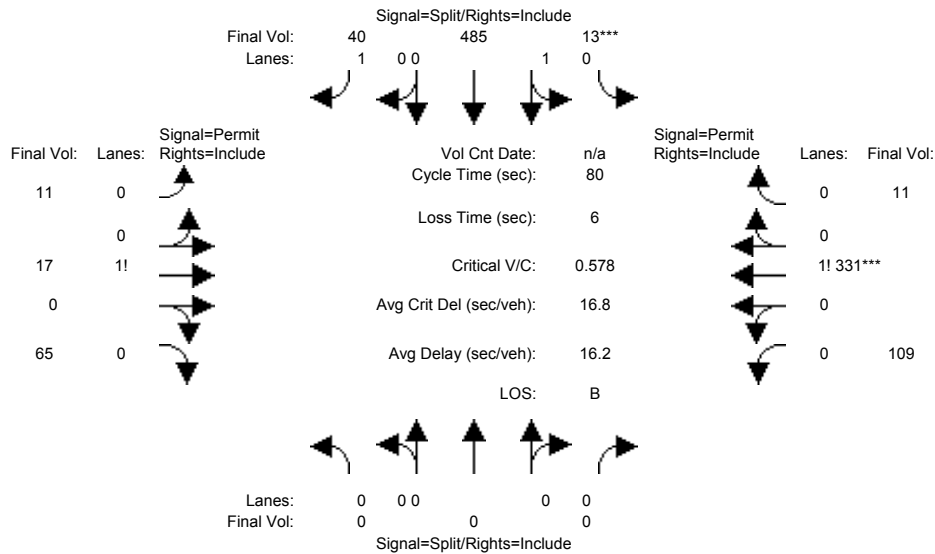 Signal=Split/Rights=Include
Final Vol: 40 485 13***
Lanes: 1 0 0 1 0
Signal=Permit Signal=Permit
Final Vol: Lanes: Rights=Include Vol Cnt Date: n/a Rights=Include Lanes: Final Vol:
Cycle Time (sec): 80
11 0 0 11
Loss Time (sec): 6
0 0
17 1! Critical V/C: 0.578 1! 331***
0 0 Avg Crit Del (sec/veh): 16.8 0
65 0 Avg Delay (sec/veh): 16.2 0 109
LOS: B
Lanes: 0 0 0 0 0
Final Vol: 0 0 0
Signal=Split/Rights=Include